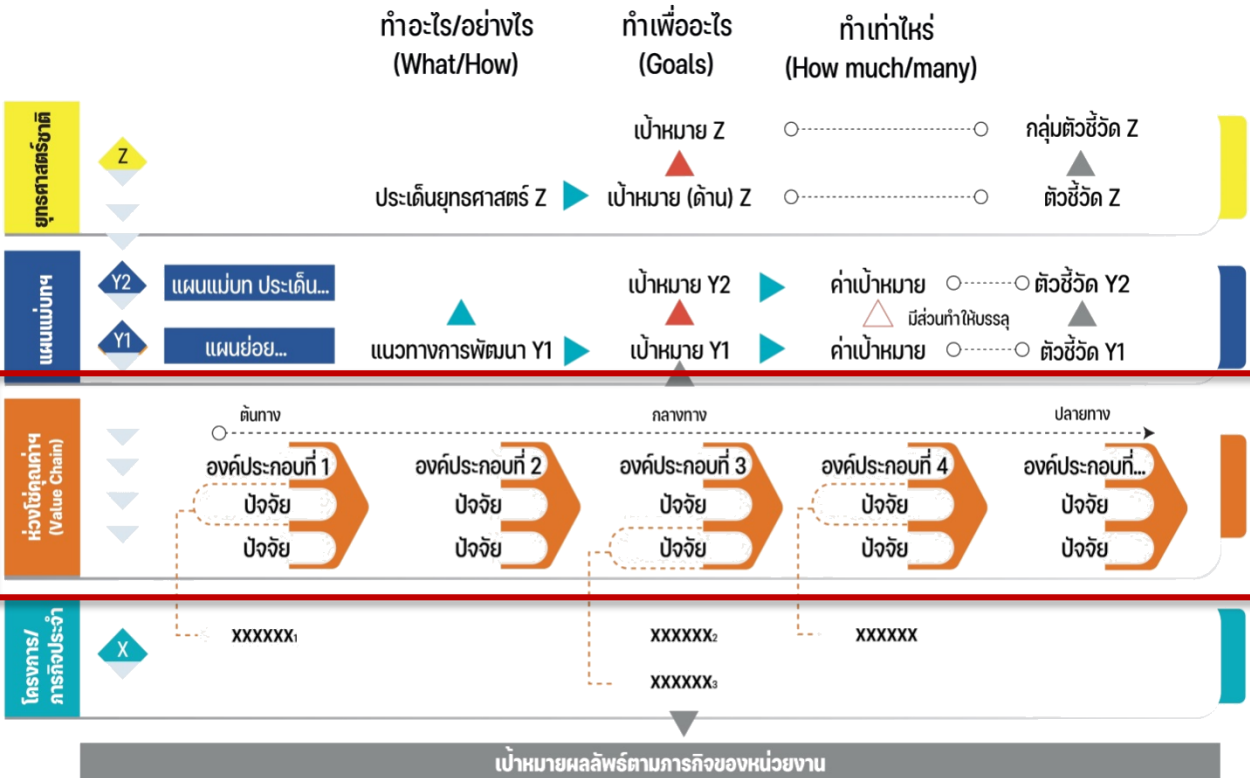 ทำอะไร/อย่างไร
(What/How)
ทำเพื่ออะไร
(Goals)
ทำเท่าไหร่
(How much/many)
ยุทธศาสตร์ชาติ
Z
เป้าหมาย Z
กลุ่มตัวชี้วัด Z
ประเด็นยุทธศาสตร์ Z
เป้าหมาย (ด้าน) Z
ตัวชี้วัด Z
แผนแม่บทฯ
Y2
แผนแม่บท ประเด็น...
เป้าหมาย Y2
ค่าเป้าหมาย
ตัวชี้วัด Y2
มีส่วนทำให้บรรลุ
Y1
แผนย่อย...
แนวทางการพัฒนา Y1
เป้าหมาย Y1
ค่าเป้าหมาย
ตัวชี้วัด Y1
ห่วงโซ่คุณค่าฯ
(Value Chain)
ต้นทาง
กลางทาง
ปลายทาง
องค์ประกอบที่ 1
องค์ประกอบที่ 2
องค์ประกอบที่ 3
องค์ประกอบที่ 4
องค์ประกอบที่...
ปัจจัย
ปัจจัย
ปัจจัย
ปัจจัย
ปัจจัย
ปัจจัย
ปัจจัย
ปัจจัย
ปัจจัย
ปัจจัย
โครงการ/
ภารกิจประจำ
X
XXXXXX₁
XXXXXX₂
XXXXXX
XXXXXX₃
เป้าหมายผลลัพธ์ตามภารกิจของหน่วยงาน